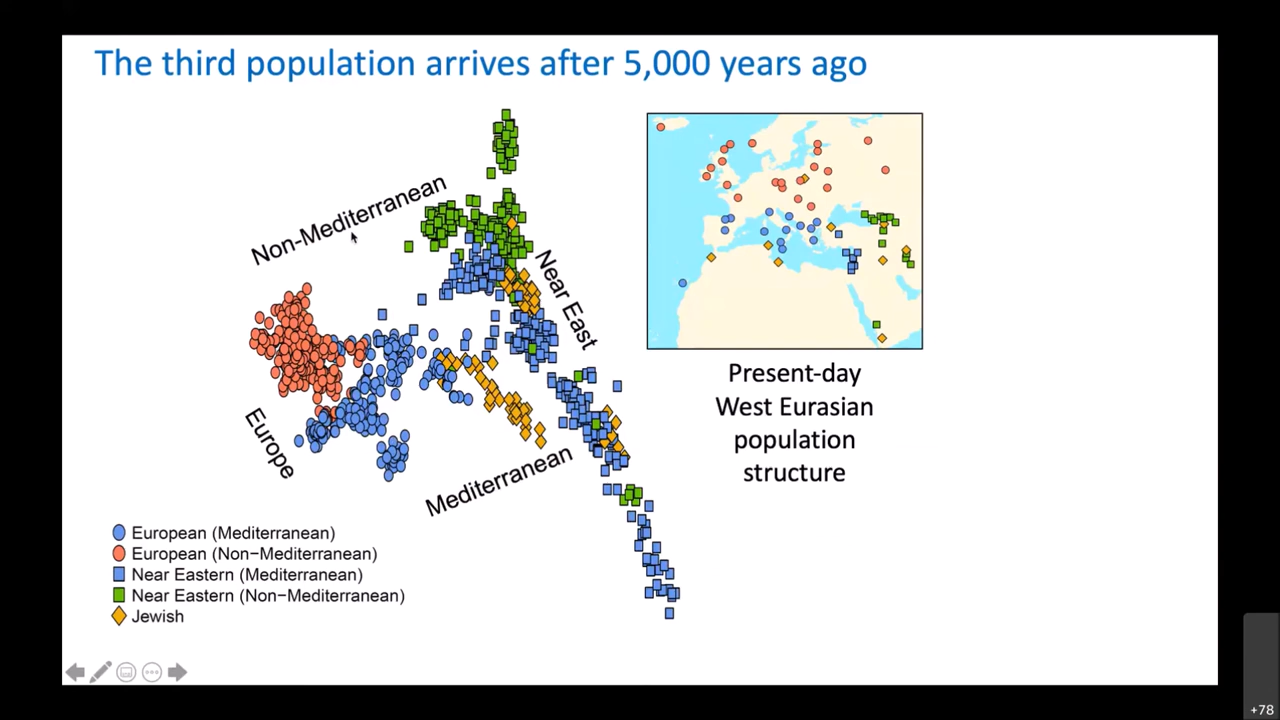 The third population arrives after 5,000 years ago
Non-Mediterranean
Near East
Europe
Mediterranean
Present-day
West Eurasian
population
structure
European (Mediterranean)
European (Non−Mediterranean)
Near Eastern (Mediterranean)
Near Eastern (Non−Mediterranean)
Jewish
+78